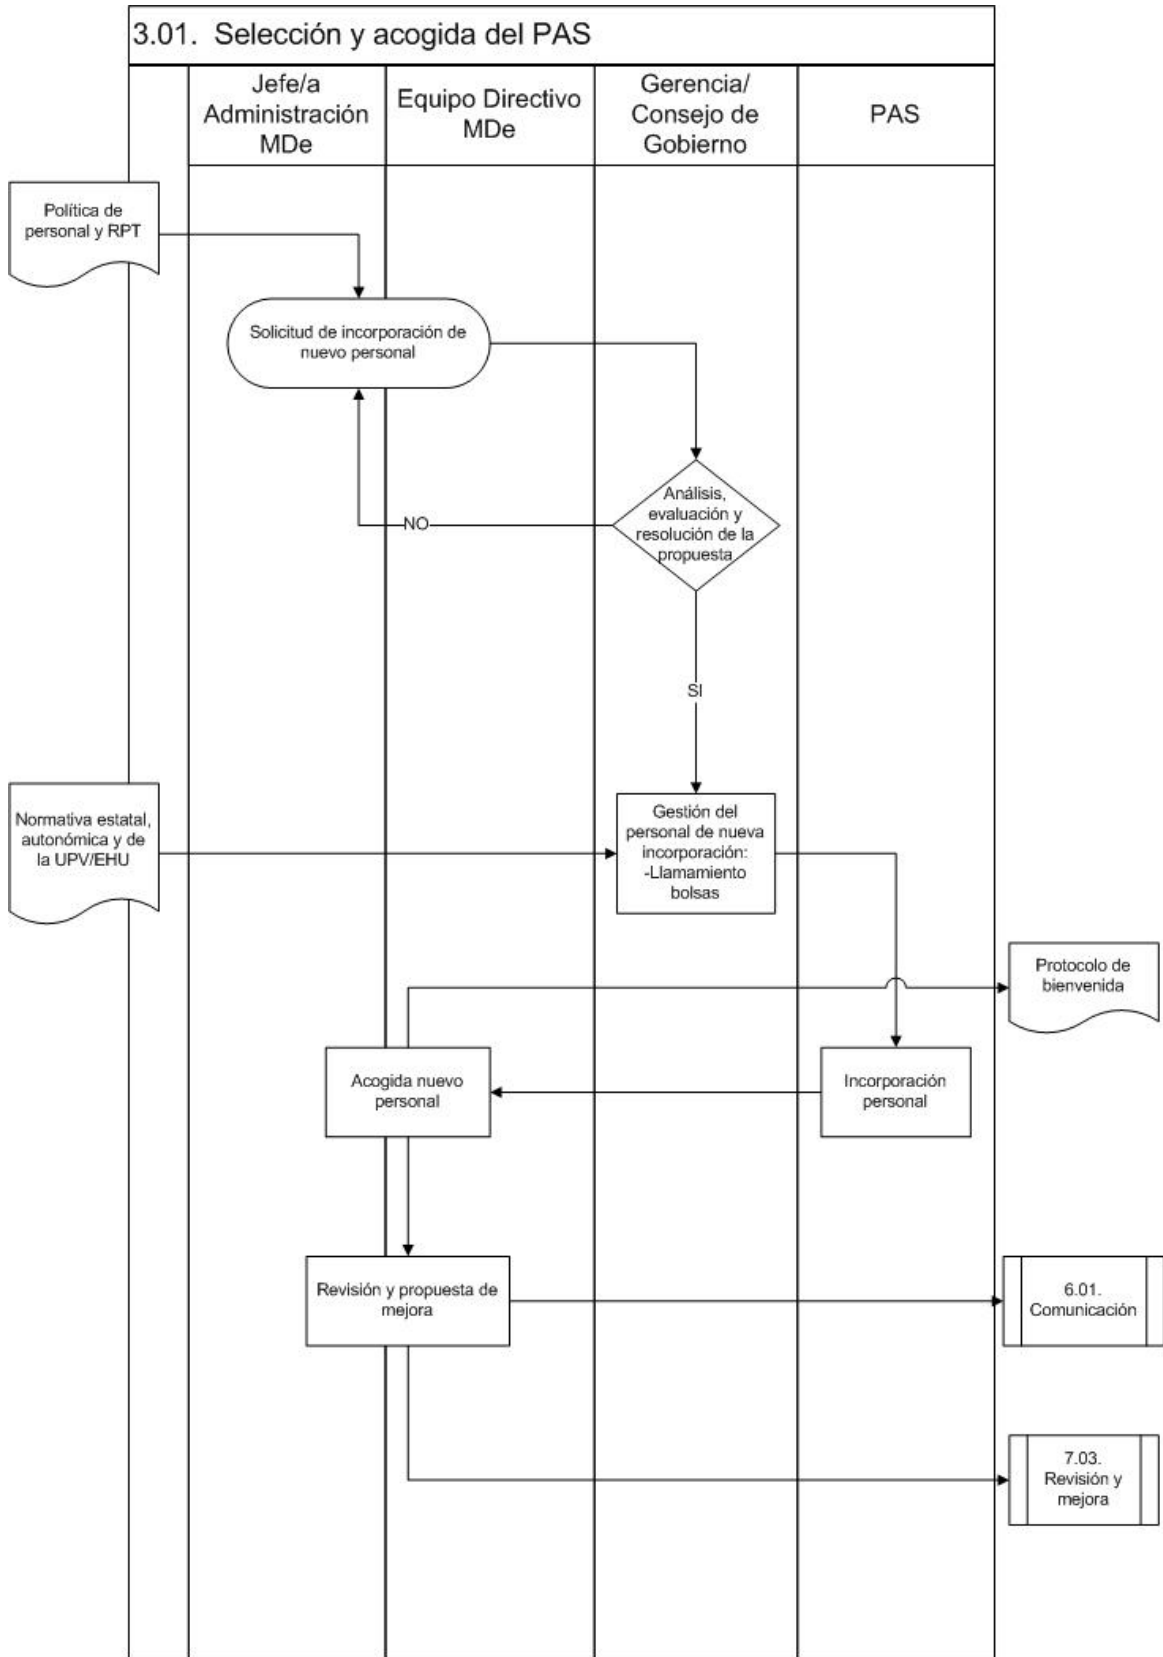 3.01. Selección y acogida del PAS
Jefe/a
Administración
MDe
Equipo Directivo
MDe
Gerencia/
Consejo de
Gobierno
PAS
Política de
personal y RPT
Solicitud de incorporación de
nuevo personal
Análisis,
evaluación y
resolución de la
propuesta
NO
SI
Normativa estatal,
autonómica y de
la UPV/EHU
Gestión del
personal de nueva
incorporación:
-Llamamiento
bolsas
Protocolo de
bienvenida
Acogida nuevo
personal
Incorporación
personal
Revisión y propuesta de
mejora
6.01.
Comunicación
7.03.
Revisión y
mejora